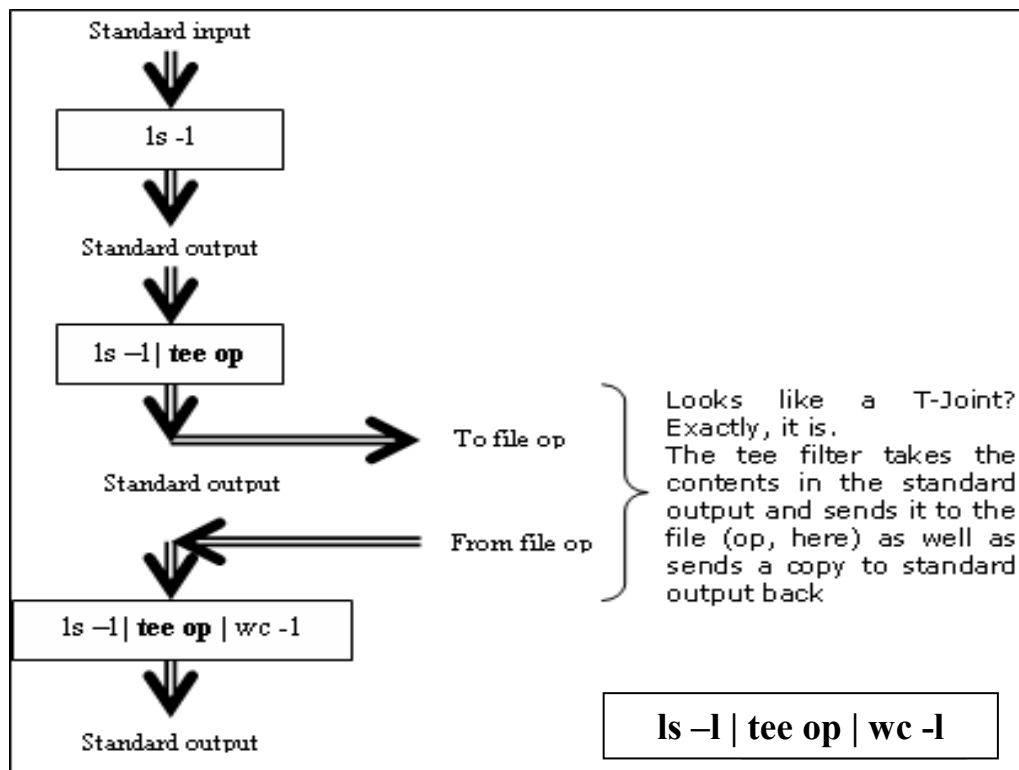 Standard input
ls -l
Standard output
ls –l| tee op
To file op
Standard output
From file op
Looks like a T-Joint?
Exactly, it is.
The tee filter takes the
contents in the standard
output and sends it to the
file (op, here) as well as
sends a copy to standard
output back
ls –l| tee op | wc -l
Standard output
ls –l | tee op | wc -l